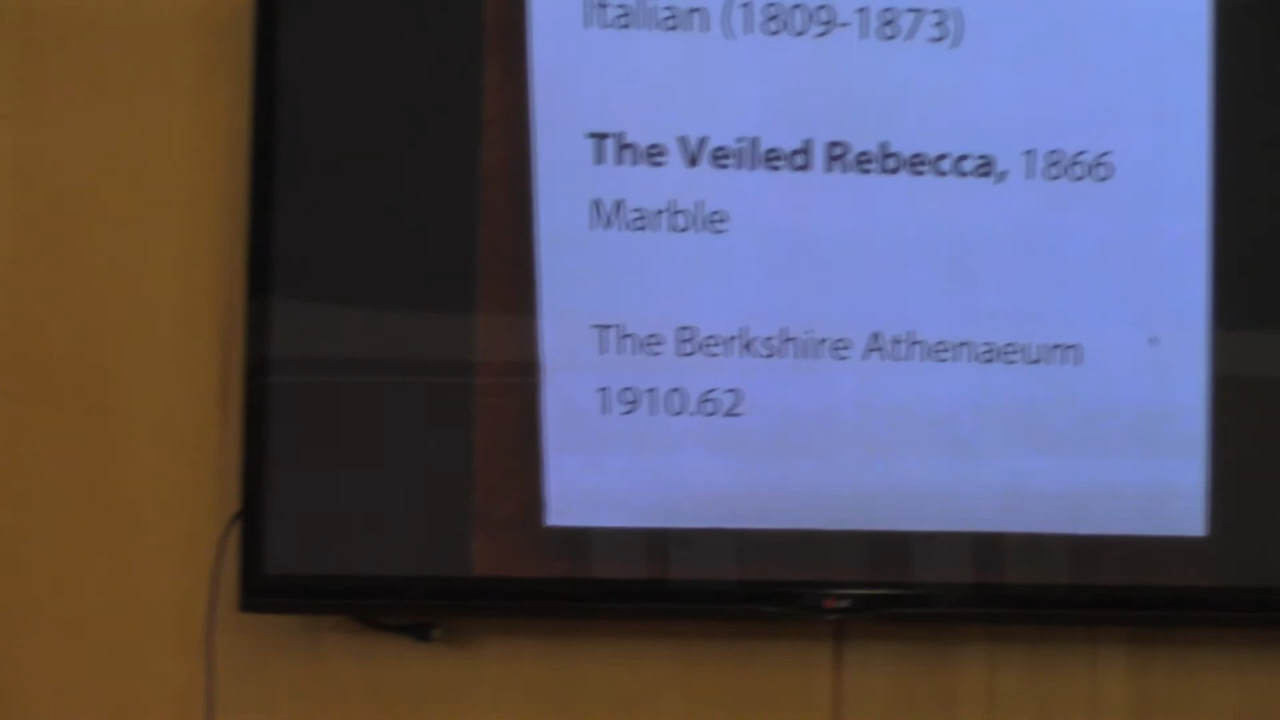 Italian (1809-1873)
The Veiled Rebecca, 1866
Marble
The Berkshire Athenaeum
1910.62